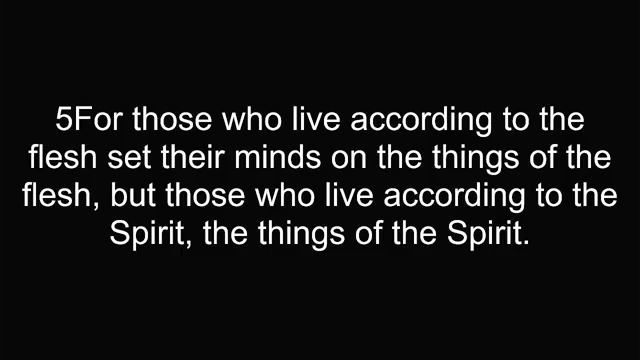 5For those who live according to the
flesh set their minds on the things of the
flesh, but those who live according to the
Spirit, the things of the Spirit.